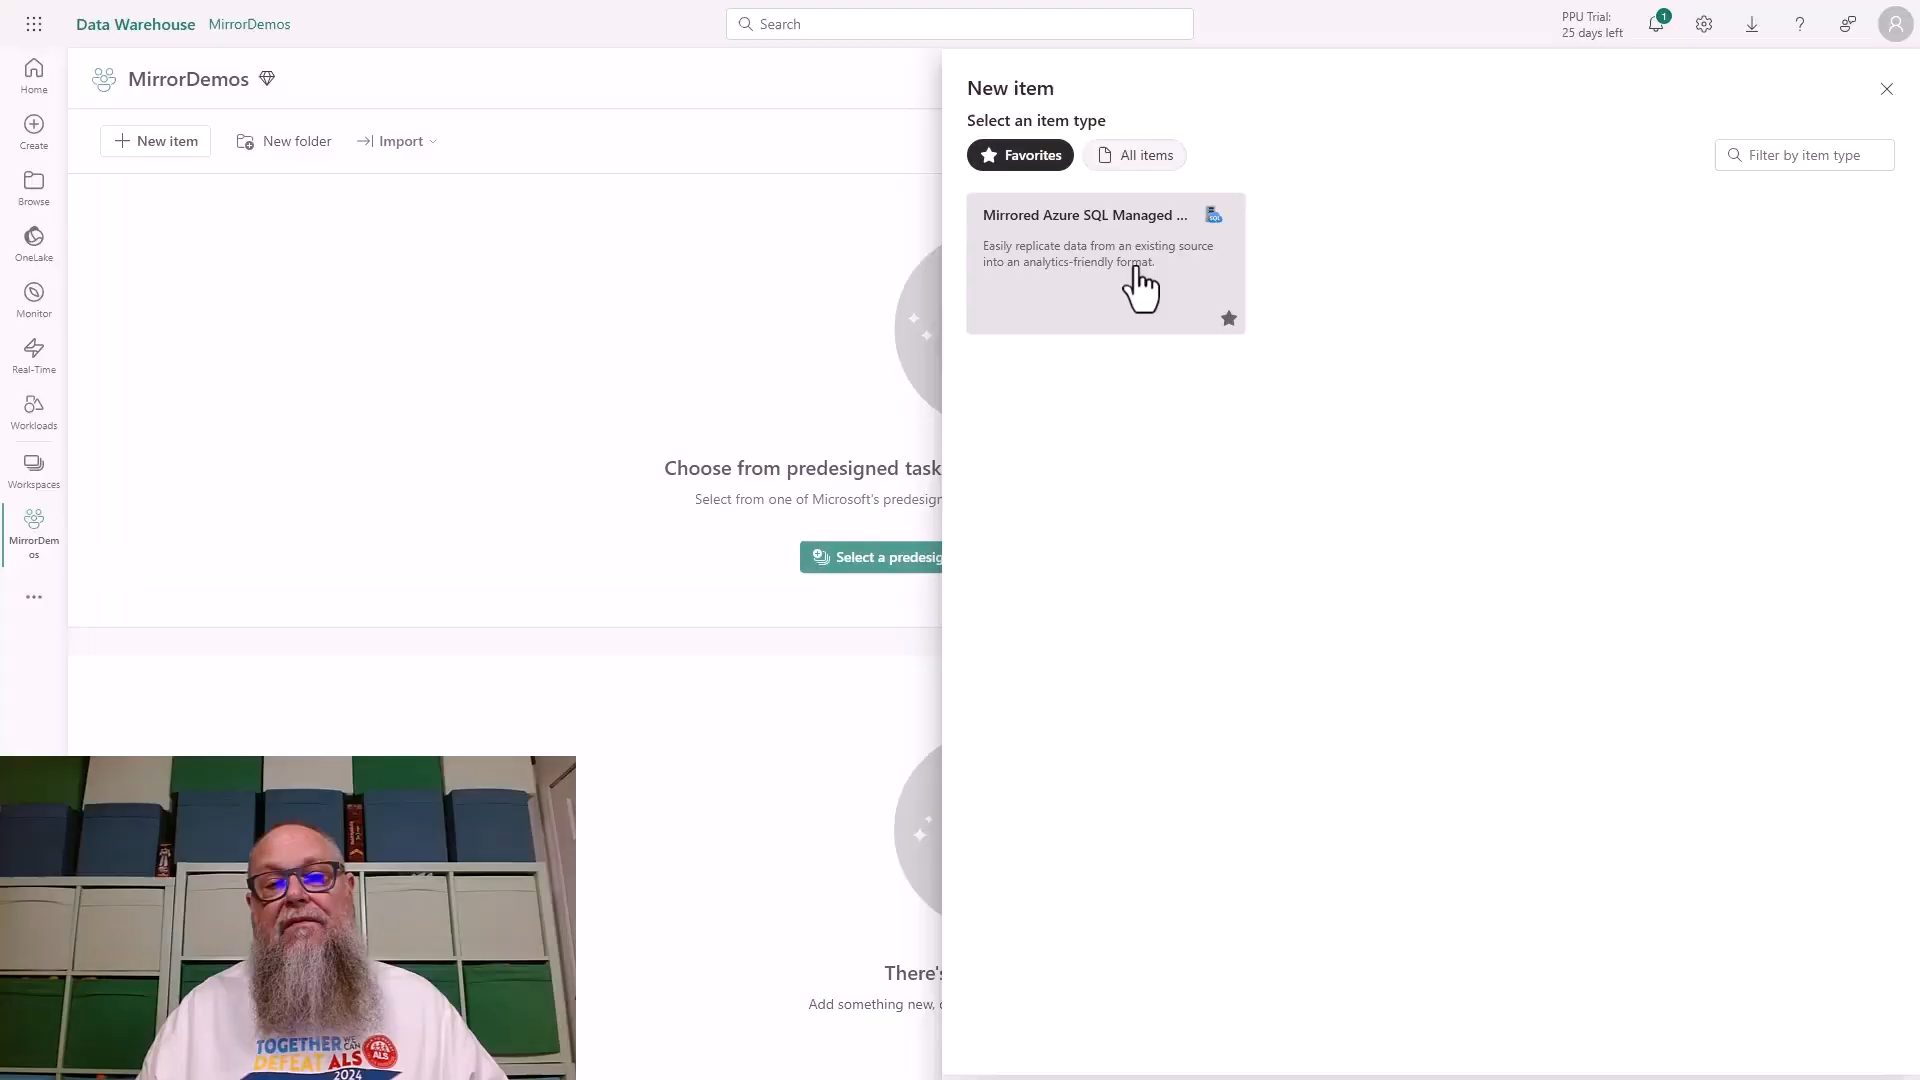 Data Warehouse MirrorDemos
Search
PPU Trial:
25 days left
1
Home
Create
Browse
OneLake
Monitor
Real-Time
Workloads
Workspaces
MirrorDem
os
MirrorDemos
New item
New folder
Import
Choose from predesigned task
Select from one of Microsoft's predesign
Select a predesig
There's
Add something new,
New item
Select an item type
Favorites
All items
Filter by item type
Mirrored Azure SQL Managed ...
SQL
Easily replicate data from an existing source
into an analytics-friendly format.
TOGETHER WE CAN
DEFEAT ALS
ALS
2024